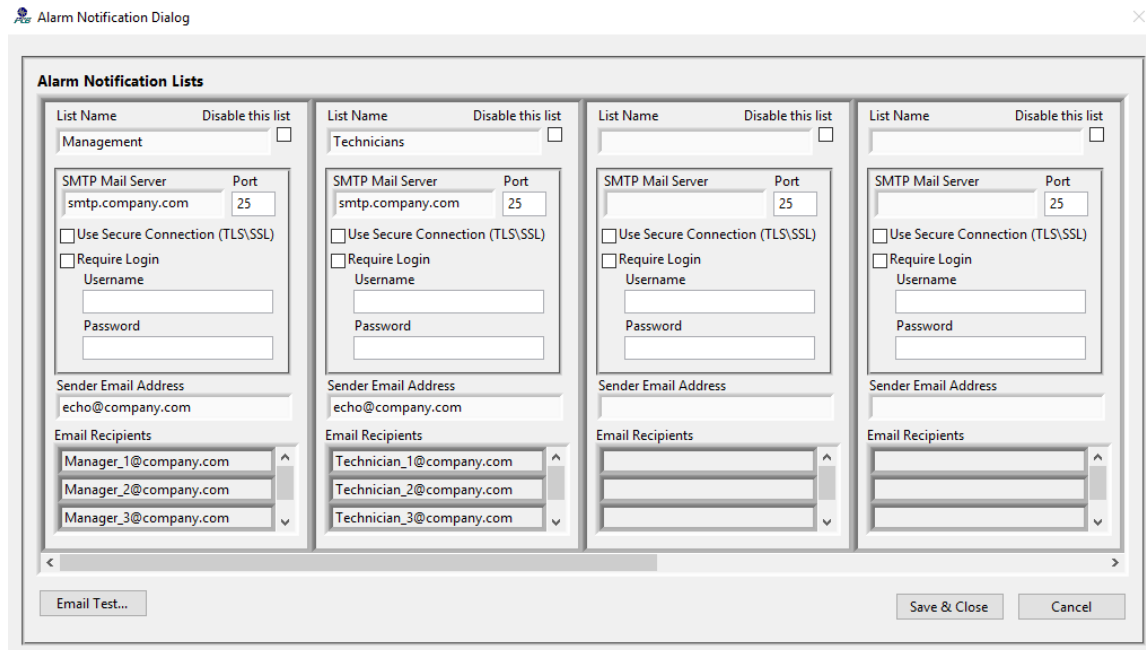 PCB Alarm Notification Dialog
Alarm Notification Lists
List Name Disable this list
Management
SMTP Mail Server Port
smtp.company.com 25
Use Secure Connection (TLS\SSL)
Require Login
Username
Password
Sender Email Address
echo@company.com
Email Recipients
Manager_1@company.com
Manager_2@company.com
Manager_3@company.com
List Name Disable this list
Technicians
SMTP Mail Server Port
smtp.company.com 25
Use Secure Connection (TLS\SSL)
Require Login
Username
Password
Sender Email Address
echo@company.com
Email Recipients
Technician_1@company.com
Technician_2@company.com
Technician_3@company.com
List Name Disable this list
SMTP Mail Server Port
25
Use Secure Connection (TLS\SSL)
Require Login
Username
Password
Sender Email Address
Email Recipients
List Name Disable this list
SMTP Mail Server Port
25
Use Secure Connection (TLS\SSL)
Require Login
Username
Password
Sender Email Address
Email Recipients
Email Test... Save & Close Cancel